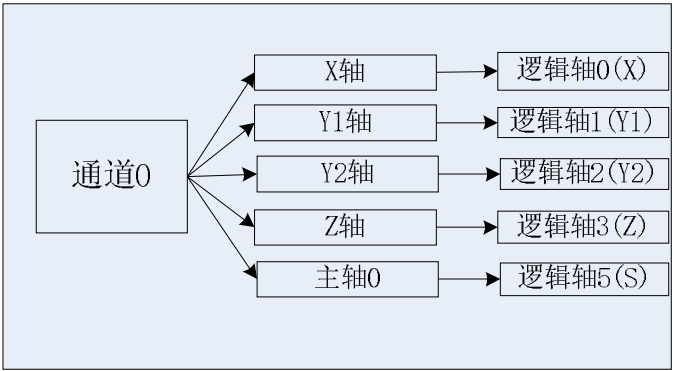 X轴
逻辑轴0(X)
Y1轴
逻辑轴1(Y1)
通道0
Y2轴
逻辑轴2(Y2)
Z轴
逻辑轴3(Z)
主轴0
逻辑轴5(S)